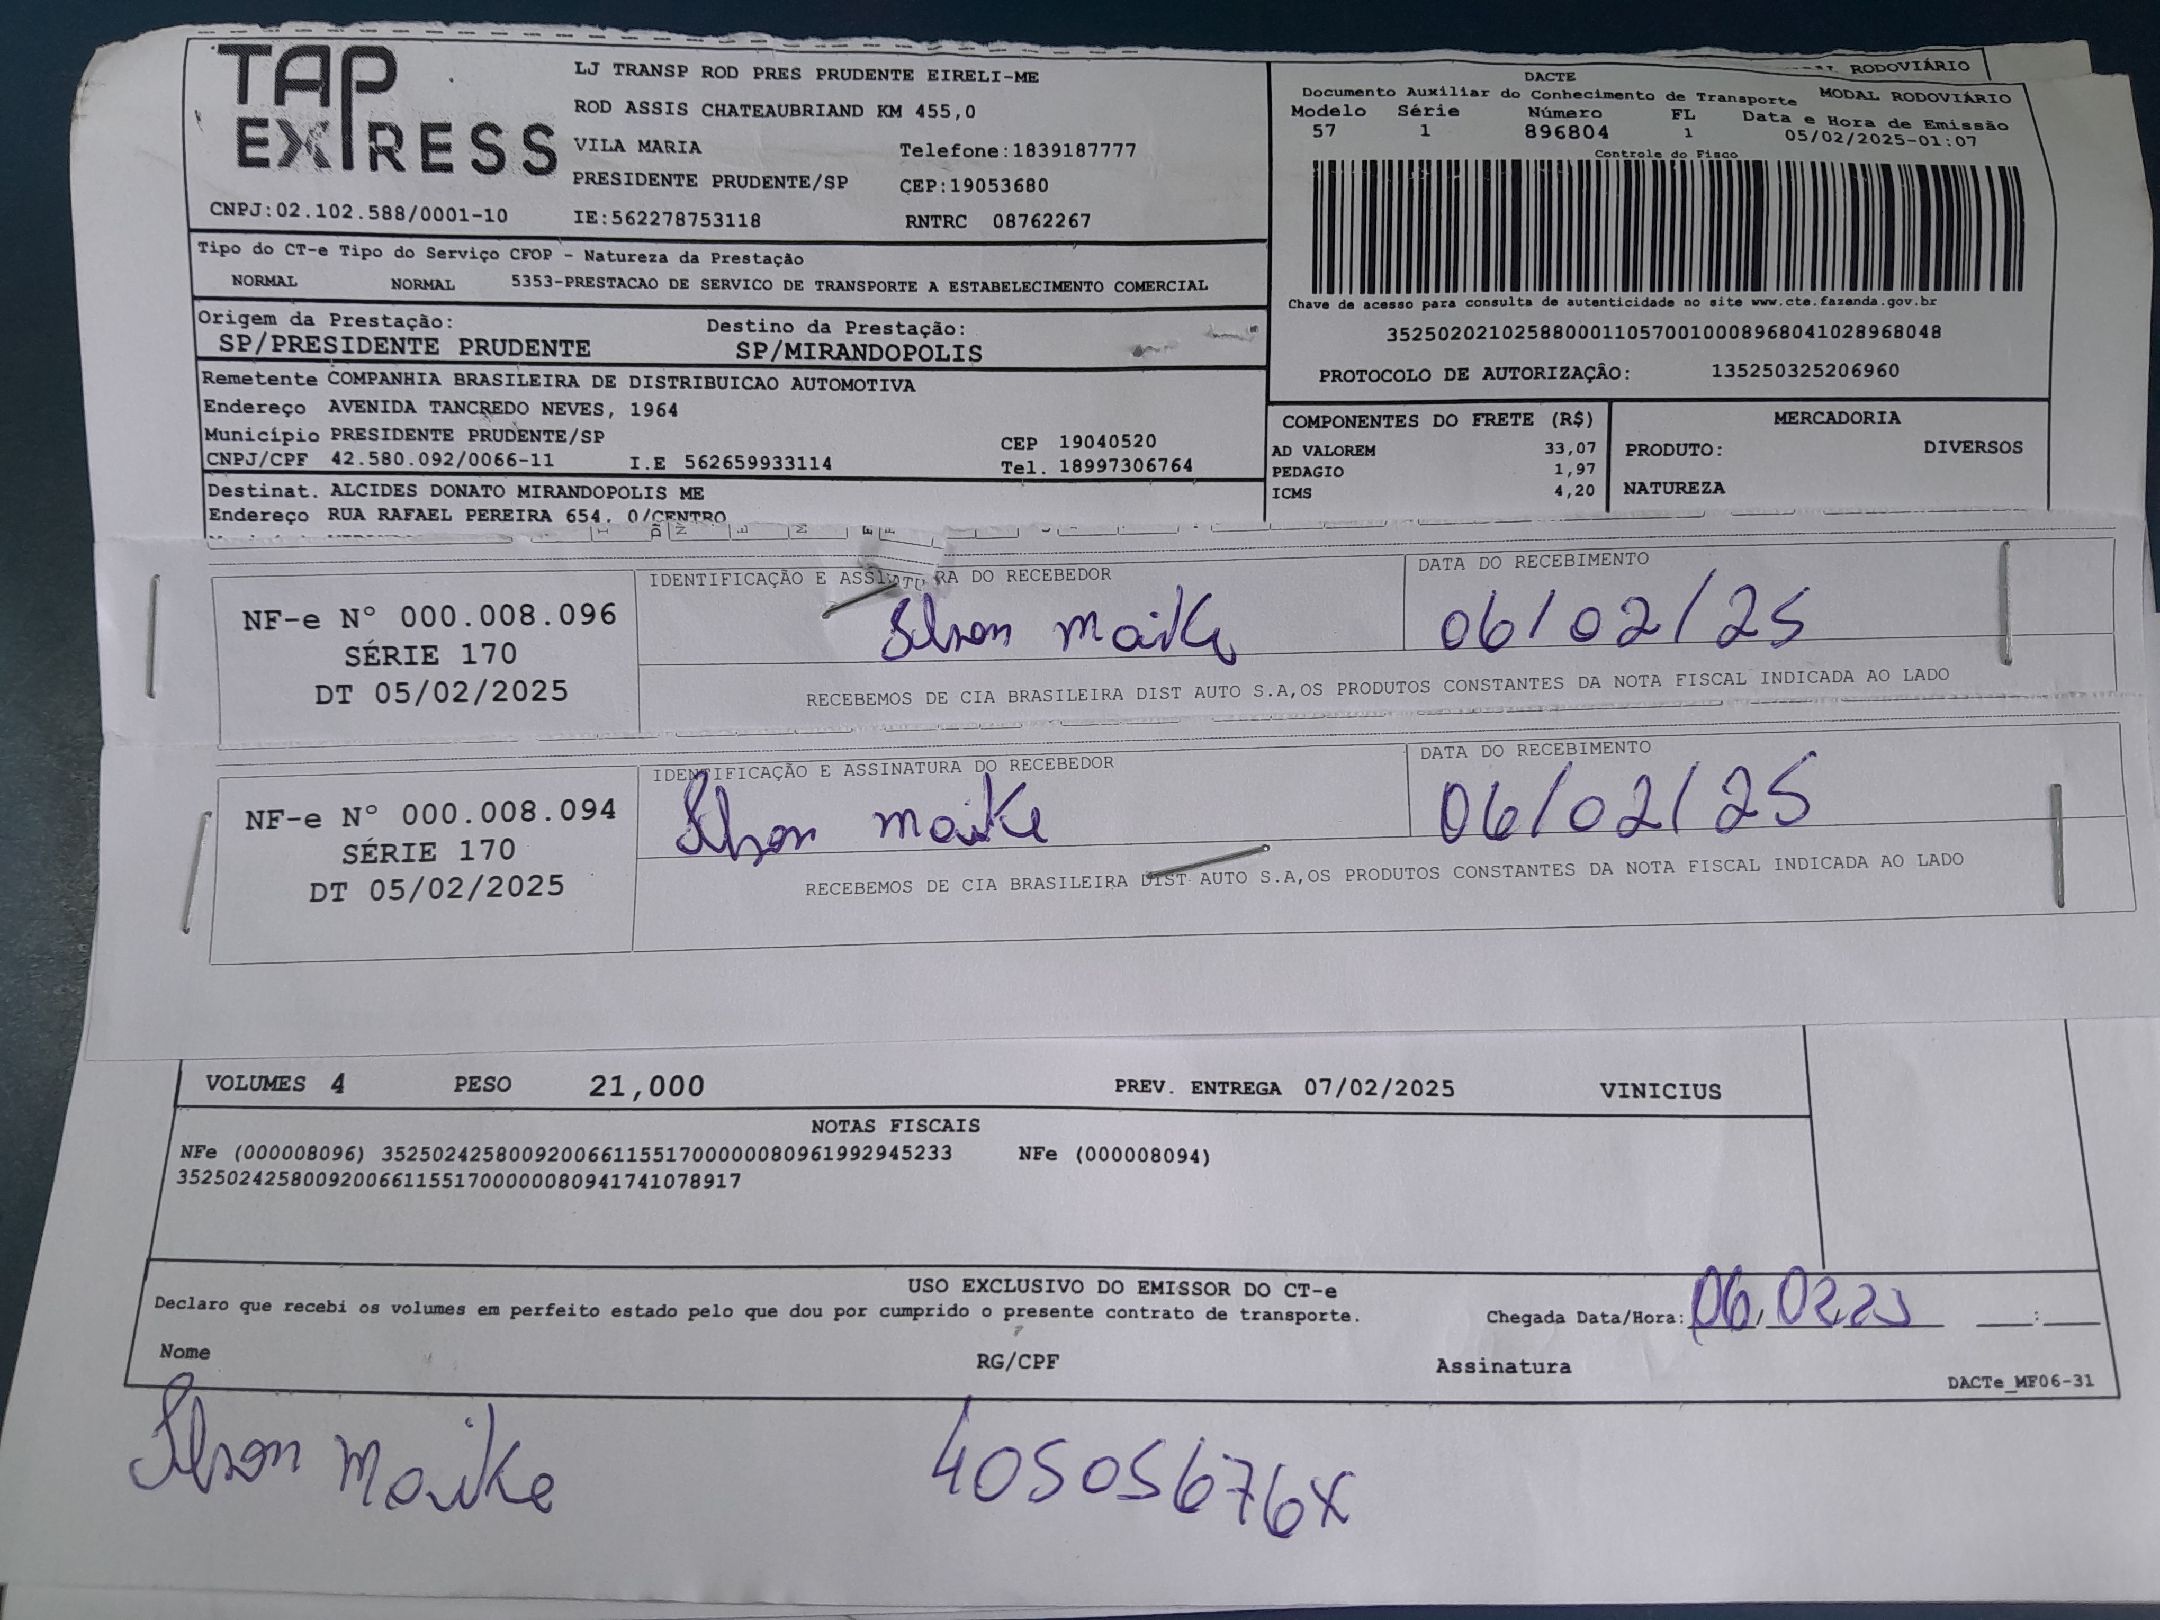 TAP
EXPRESS
LJ TRANSP ROD PRES PRUDENTE EIRELI-ME
ROD ASSIS CHATEAUBRIAND KM 455,0
VILA MARIA Telefone:1839187777
PRESIDENTE PRUDENTE/SP CEP:19053680
CNPJ:02.102.588/0001-10 IE:562278753118 RNTRC 08762267
RODOVIÁRIO
DACTE
Documento Auxiliar do Conhecimento de Transporte MODAL RODOVIÁRIO
Modelo Série Número FL Data e Hora de Emissão
57 1 896804 1 05/02/2025-01:07
Controle do Fisco
Chave de acesso para consulta de autenticidade no site www.cte.fazenda.gov.br
35250202102588000110570010008968041028968048
PROTOCOLO DE AUTORIZAÇÃO: 135250325206960
Tipo do CT-e Tipo do Serviço CFOP - Natureza da Prestação
NORMAL NORMAL 5353-PRESTACAO DE SERVICO DE TRANSPORTE A ESTABELECIMENTO COMERCIAL
Origem da Prestação: Destino da Prestação:
SP/PRESIDENTE PRUDENTE SP/MIRANDOPOLIS
Remetente COMPANHIA BRASILEIRA DE DISTRIBUICAO AUTOMOTIVA
Endereço AVENIDA TANCREDO NEVES, 1964
Município PRESIDENTE PRUDENTE/SP CEP 19040520
CNPJ/CPF 42.580.092/0066-11 I.E 562659933114 Tel. 18997306764
Destinat. ALCIDES DONATO MIRANDOPOLIS ME
Endereço RUA RAFAEL PEREIRA 654, 0/CENTRO
COMPONENTES DO FRETE (R$) MERCADORIA
AD VALOREM 33,07 PRODUTO: DIVERSOS
PEDAGIO 1,97
ICMS 4,20 NATUREZA
IDENTIFICAÇÃO E ASSINATURA DO RECEBEDOR DATA DO RECEBIMENTO
NF-e N° 000.008.096
SÉRIE 170
DT 05/02/2025
Maike 06/02/25
RECEBEMOS DE CIA BRASILEIRA DIST AUTO S.A,OS PRODUTOS CONSTANTES DA NOTA FISCAL INDICADA AO LADO
IDENTIFICAÇÃO E ASSINATURA DO RECEBEDOR DATA DO RECEBIMENTO
NF-e N° 000.008.094
SÉRIE 170
DT 05/02/2025
Maike 06/02/25
RECEBEMOS DE CIA BRASILEIRA DIST AUTO S.A,OS PRODUTOS CONSTANTES DA NOTA FISCAL INDICADA AO LADO
VOLUMES 4 PESO 21,000 PREV. ENTREGA 07/02/2025 VINICIUS
NOTAS FISCAIS
NFe (000008096) 35250242580092006611551700000080961992945233 NFe (000008094)
35250242580092006611551700000080941741078917
USO EXCLUSIVO DO EMISSOR DO CT-e
Declaro que recebi os volumes em perfeito estado pelo que dou por cumprido o presente contrato de transporte. Chegada Data/Hora: 06/02/25 :
Nome RG/CPF Assinatura
DACTe_MF06-31
Maike 40505676X